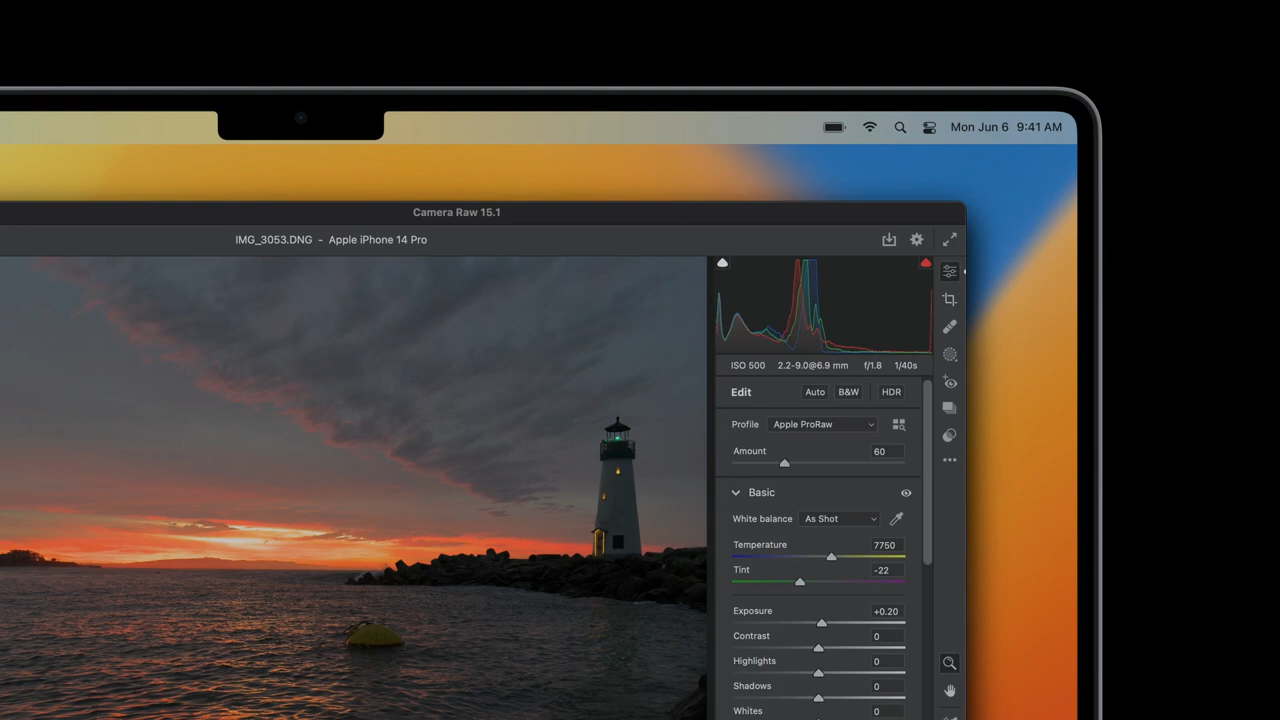 Mon Jun 6 9:41 AM
Camera Raw 15.1
IMG_3053.DNG - Apple iPhone 14 Pro
ISO 500 2.2-9.0@6.9 mm f/1.8 1/40s
Edit Auto B&W HDR
Profile Apple ProRaw
Amount 60
Basic
White balance As Shot
Temperature 7750
Tint -22
Exposure +0.20
Contrast 0
Highlights 0
Shadows 0
Whites 0